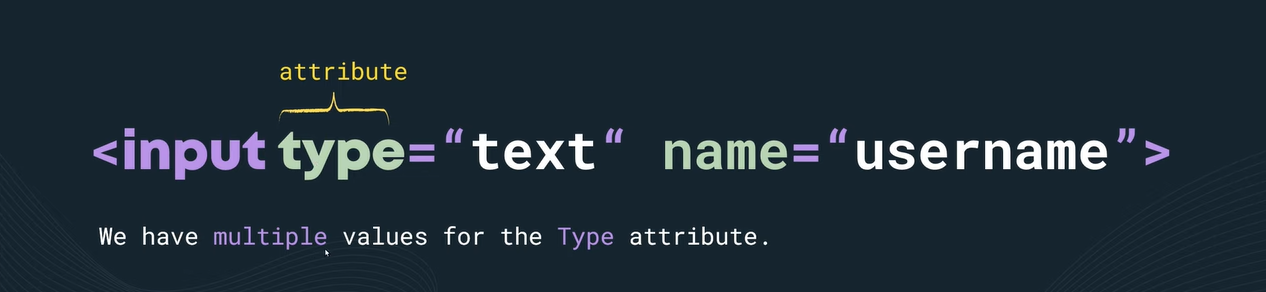 attribute
<input type=“text“ name=“username”>
We have multiple values for the Type attribute.